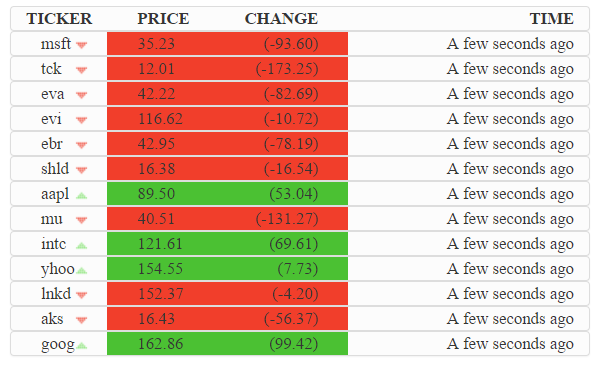 TICKER PRICE CHANGE TIME
msft 35.23 (-93.60) A few seconds ago
tck 12.01 (-173.25) A few seconds ago
eva 42.22 (-82.69) A few seconds ago
evi 116.62 (-10.72) A few seconds ago
ebr 42.95 (-78.19) A few seconds ago
shld 16.38 (-16.54) A few seconds ago
aapl 89.50 (53.04) A few seconds ago
mu 40.51 (-131.27) A few seconds ago
intc 121.61 (69.61) A few seconds ago
yhoo 154.55 (7.73) A few seconds ago
lnkd 152.37 (-4.20) A few seconds ago
aks 16.43 (-56.37) A few seconds ago
goog 162.86 (99.42) A few seconds ago